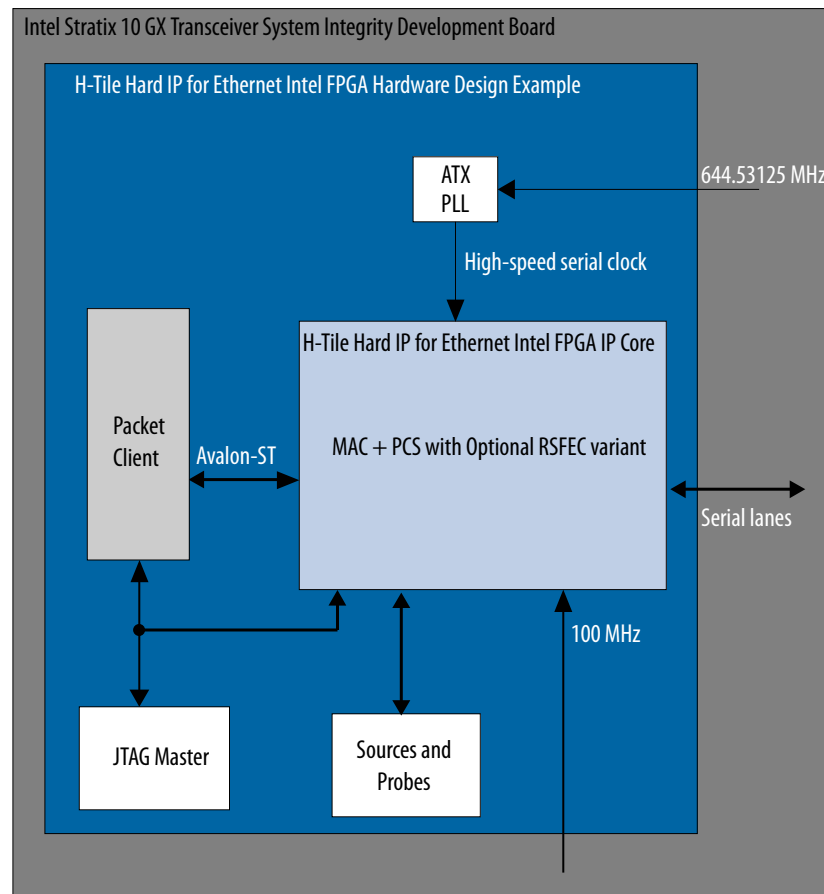 Intel Stratix 10 GX Transceiver System Integrity Development Board
H-Tile Hard IP for Ethernet Intel FPGA Hardware Design Example
ATX
PLL
644.53125 MHz
High-speed serial clock
H-Tile Hard IP for Ethernet Intel FPGA IP Core
MAC + PCS with Optional RSFEC variant
Packet
Client
Avalon-ST
Serial lanes
100 MHz
JTAG Master
Sources and
Probes